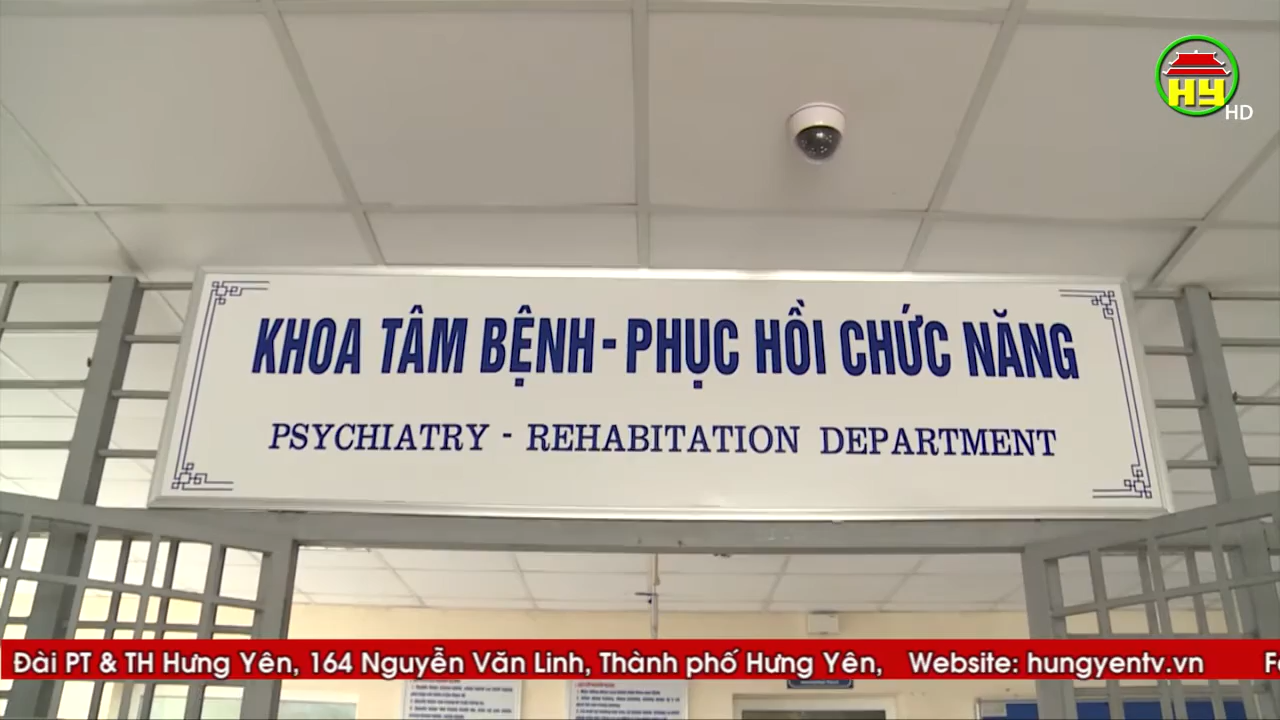 HY
HD
KHOA TÂM BỆNH - PHỤC HỒI CHỨC NĂNG
PSYCHIATRY - REHABITATION DEPARTMENT
Đài PT & TH Hưng Yên, 164 Nguyễn Văn Linh, Thành phố Hưng Yên, Website: hungyentv.vn